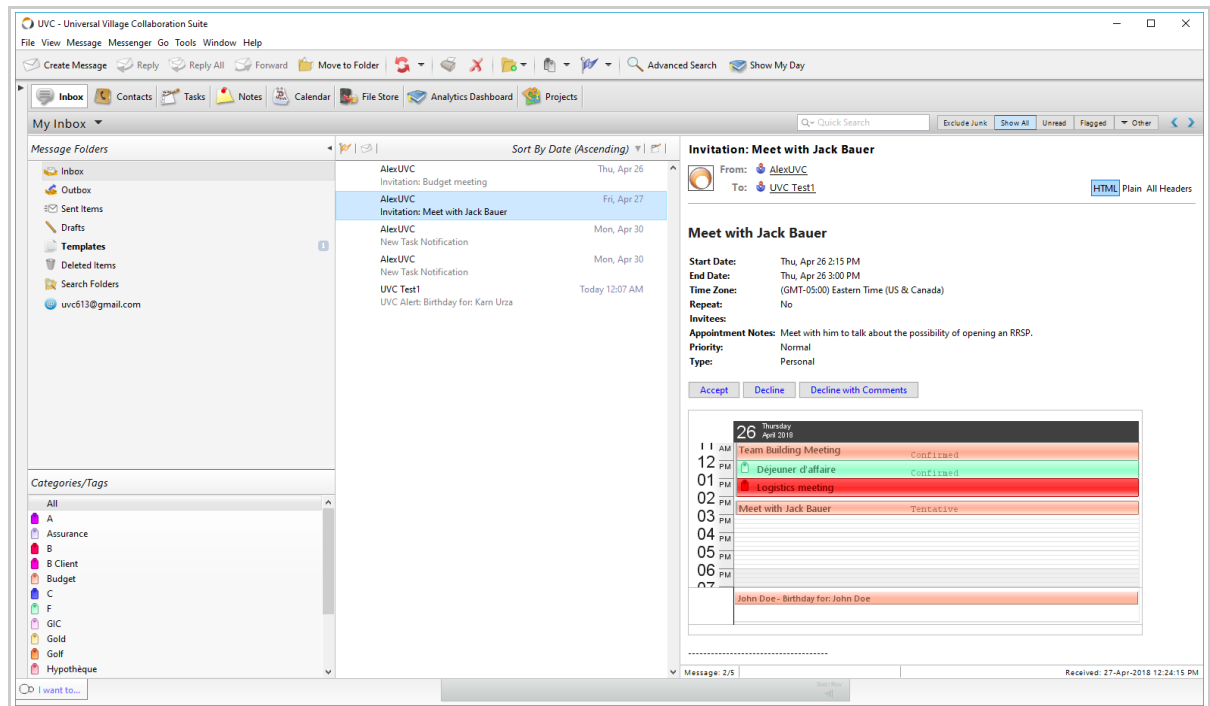 UVC - Universal Village Collaboration Suite
File View Message Messenger Go Tools Window Help
Create Message Reply Reply All Forward Move to Folder Advanced Search Show My Day
Inbox Contacts Tasks Notes Calendar File Store Analytics Dashboard Projects
My Inbox Quick Search Exclude Junk Show All Unread Flagged Other
Message Folders
Inbox
Outbox
Sent Items
Drafts
Templates 1
Deleted Items
Search Folders
uvc613@gmail.com
Categories/Tags
All
A
Assurance
B
B Client
Budget
C
F
GIC
Gold
Golf
Hypothèque
I want to...
Sort By Date (Ascending)
AlexUVC Thu, Apr 26
Invitation: Budget meeting
AlexUVC Fri, Apr 27
Invitation: Meet with Jack Bauer
AlexUVC Mon, Apr 30
New Task Notification
AlexUVC Mon, Apr 30
New Task Notification
UVC Test1 Today 12:07 AM
UVC Alert: Birthday for: Karn Urza
Invitation: Meet with Jack Bauer
From: AlexUVC
To: UVC Test1
HTML Plain All Headers
Meet with Jack Bauer
Start Date: Thu, Apr 26 2:15 PM
End Date: Thu, Apr 26 3:00 PM
Time Zone: (GMT-05:00) Eastern Time (US & Canada)
Repeat: No
Invitees:
Appointment Notes: Meet with him to talk about the possibility of opening an RRSP.
Priority: Normal
Type: Personal
Accept Decline Decline with Comments
26 Thursday
April 2018
11 AM Team Building Meeting Confirmed
12 PM Déjeuner d'affaire Confirmed
01 PM Logistics meeting
02 PM Meet with Jack Bauer Tentative
03 PM
04 PM
05 PM
06 PM
07
John Doe - Birthday for: John Doe
------------------------------------
Message: 2/5 Received: 27-Apr-2018 12:24:15 PM